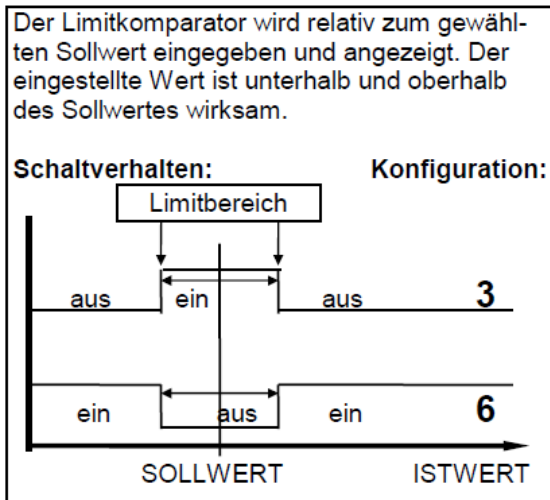 Der Limitkomparator wird relativ zum gewähl-
ten Sollwert eingegeben und angezeigt. Der
eingestellte Wert ist unterhalb und oberhalb
des Sollwertes wirksam.
Schaltverhalten: Konfiguration:
Limitbereich
aus ein aus 3
ein aus ein 6
SOLLWERT ISTWERT